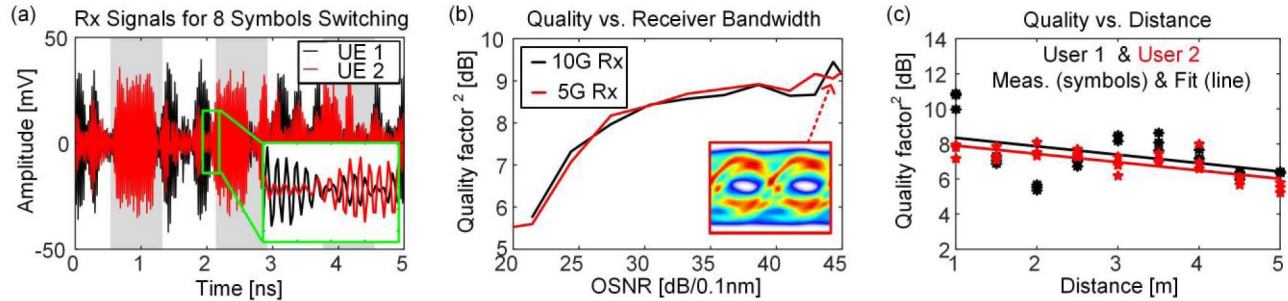 (a) Rx Signals for 8 Symbols Switching
50
0
-50
Amplitude [mV]
UE 1
UE 2
0 1 2 3 4 5
Time [ns]
(b) Quality vs. Receiver Bandwidth
10
9
8
7
6
5
Quality factor² [dB]
10G Rx
5G Rx
20 25 30 35 40 45
OSNR [dB/0.1nm]
(c) Quality vs. Distance
14
12
10
8
6
4
2
Quality factor² [dB]
User 1 & User 2
Meas. (symbols) & Fit (line)
1 2 3 4 5
Distance [m]